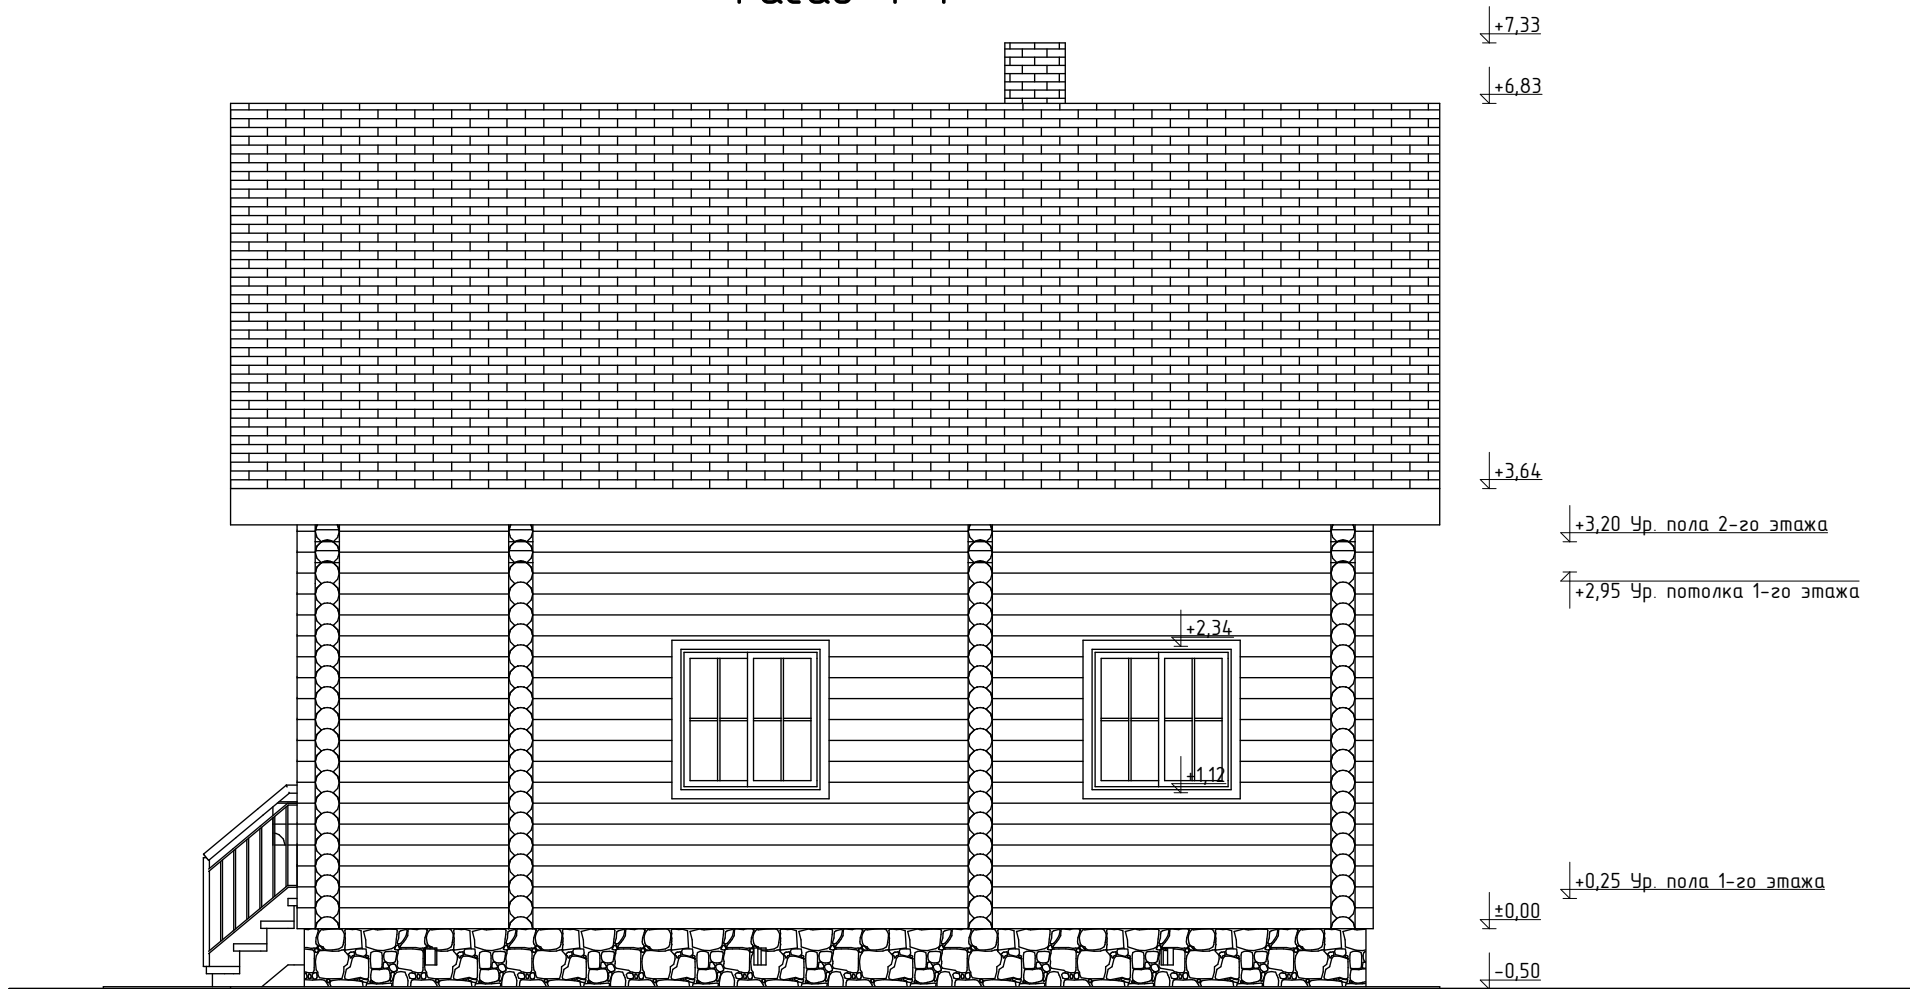 +7,33
+6,83
+3,64
+3,20 Ур. пола 2-го этажа
+2,95 Ур. потолка 1-го этажа
+2,34
+1,12
+0,25 Ур. пола 1-го этажа
±0,00
-0,50